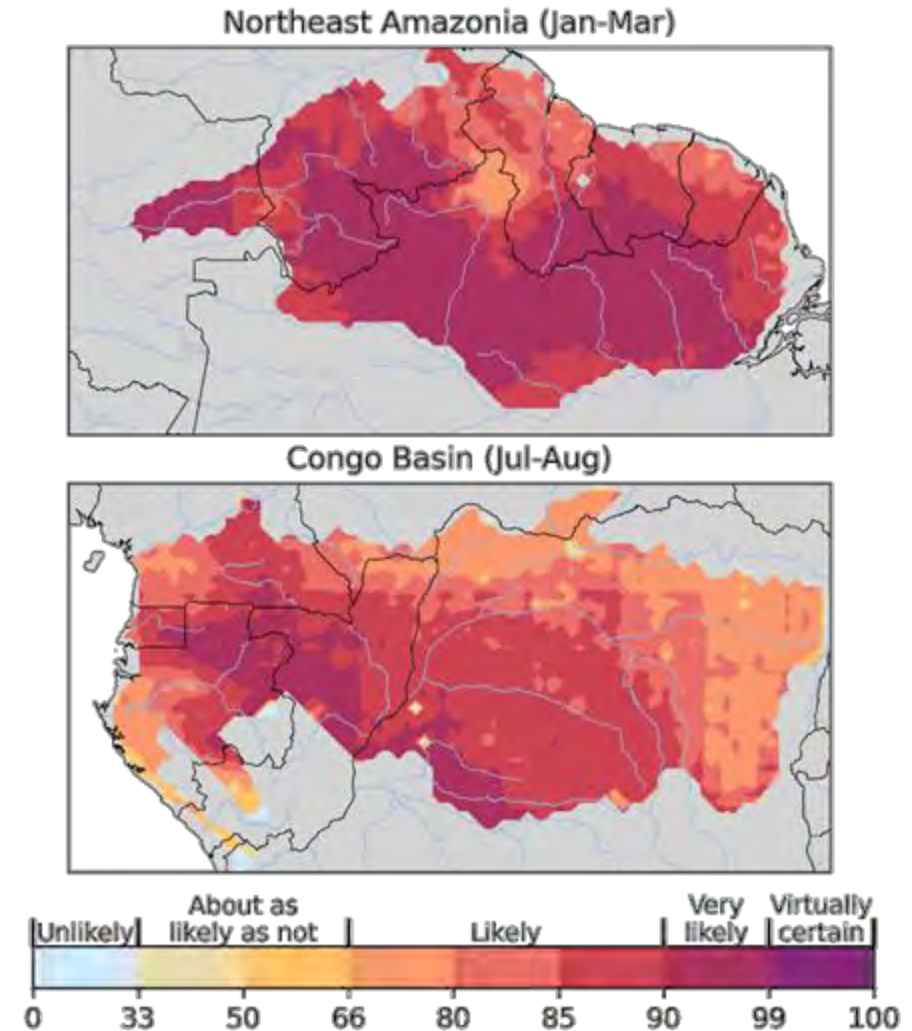 Northeast Amazonia (Jan-Mar)
Congo Basin (Jul-Aug)
About as Very Virtually
Unlikely likely as not Likely likely certain
0 33 50 66 80 85 90 99 100